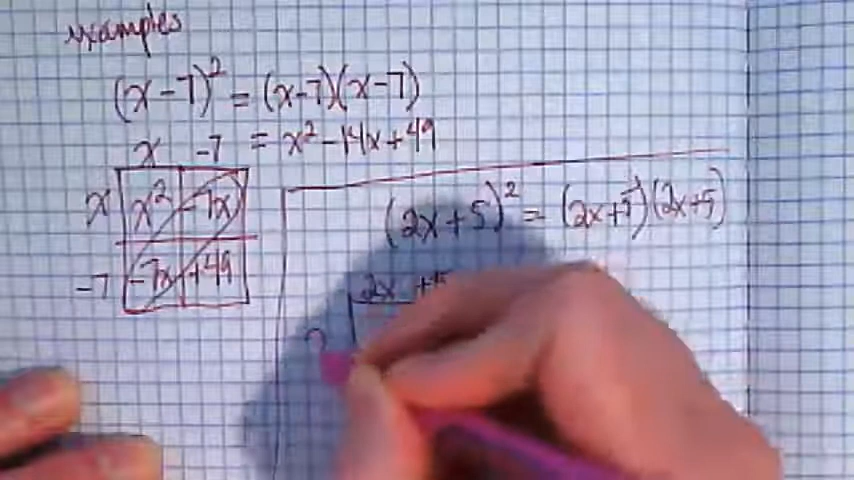 examples
(x-7)² = (x-7)(x-7)
= x² - 14x + 49
x -7
x x² -7x
-7 -7x +49
(2x+5)² = (2x+5)(2x+5)
2x +5